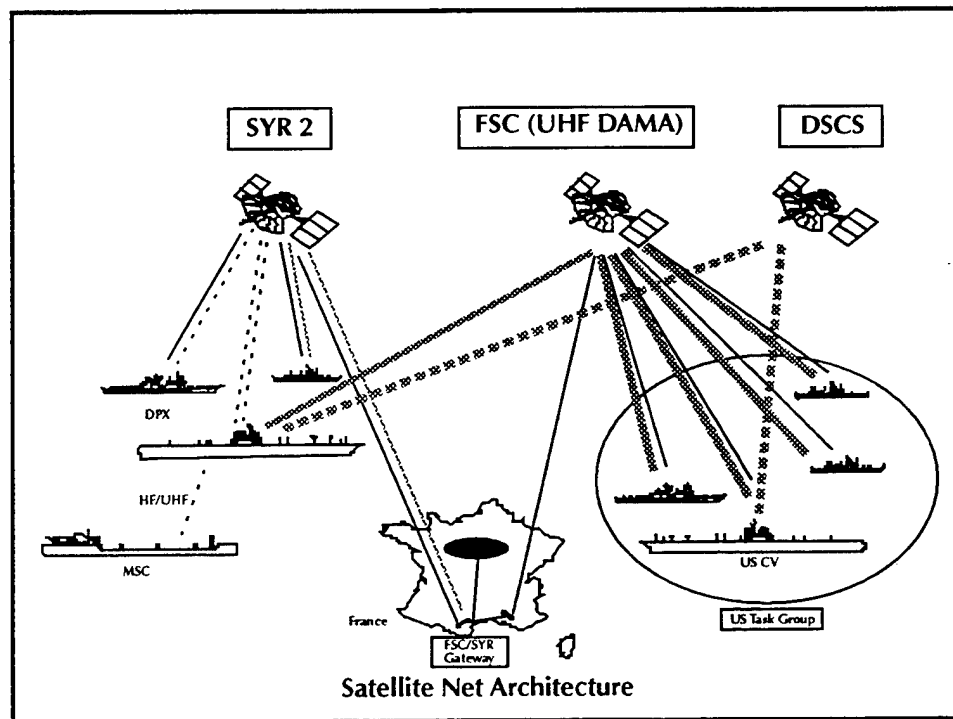 SYR 2
FSC (UHF DAMA)
DSCS
DPX
HF/UHF
MSC
US CV
France
US Task Group
FSC/SYR
Gateway
Satellite Net Architecture